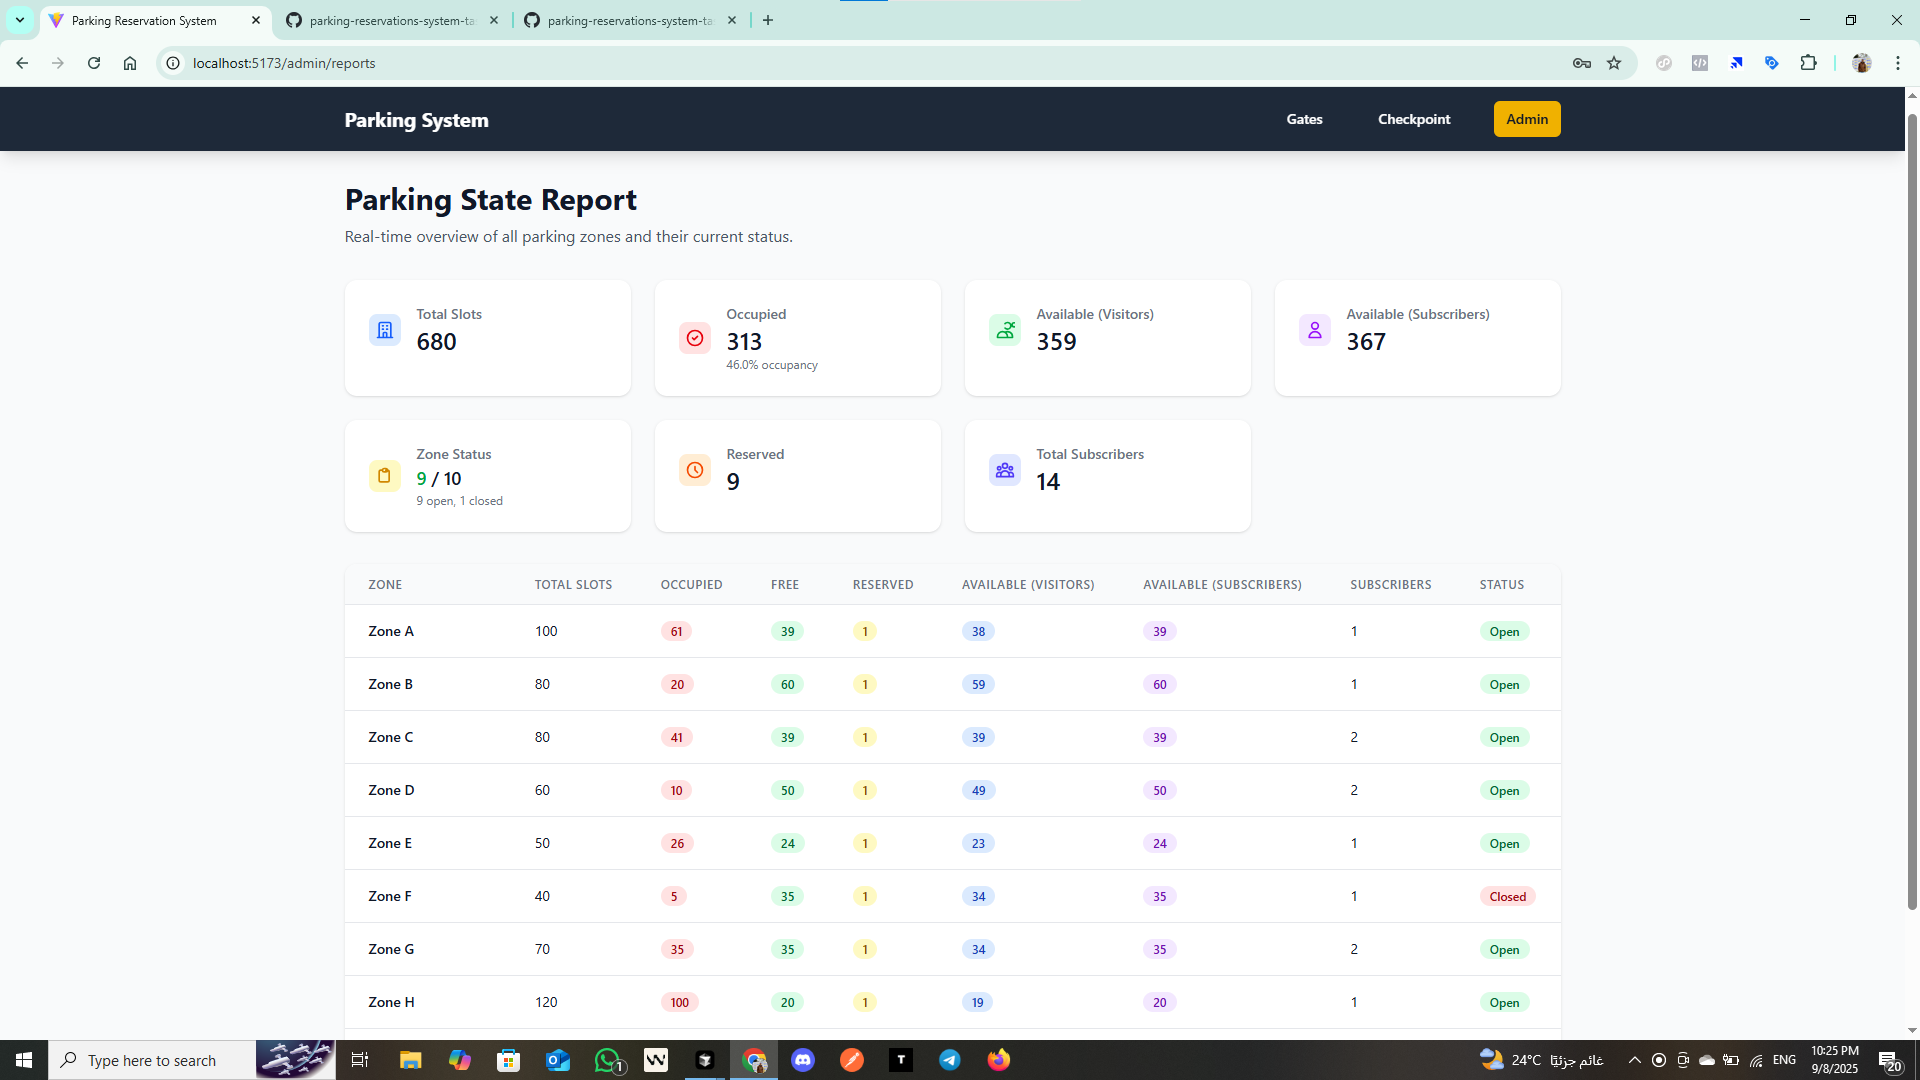 Parking Reservation System
parking-reservations-system-ta
parking-reservations-system-ta
localhost:5173/admin/reports
Parking System
Gates
Checkpoint
Admin
Parking State Report
Real-time overview of all parking zones and their current status.
Total Slots
680
Occupied
313
46.0% occupancy
Available (Visitors)
359
Available (Subscribers)
367
Zone Status
9 / 10
9 open, 1 closed
Reserved
9
Total Subscribers
14
ZONE TOTAL SLOTS OCCUPIED FREE RESERVED AVAILABLE (VISITORS) AVAILABLE (SUBSCRIBERS) SUBSCRIBERS STATUS
Zone A 100 61 39 1 38 39 1 Open
Zone B 80 20 60 1 59 60 1 Open
Zone C 80 41 39 1 39 39 2 Open
Zone D 60 10 50 1 49 50 2 Open
Zone E 50 26 24 1 23 24 1 Open
Zone F 40 5 35 1 34 35 1 Closed
Zone G 70 35 35 1 34 35 2 Open
Zone H 120 100 20 1 19 20 1 Open
Type here to search
1
T
24°C غائم جزئيًا
ENG
10:25 PM
9/8/2025
20